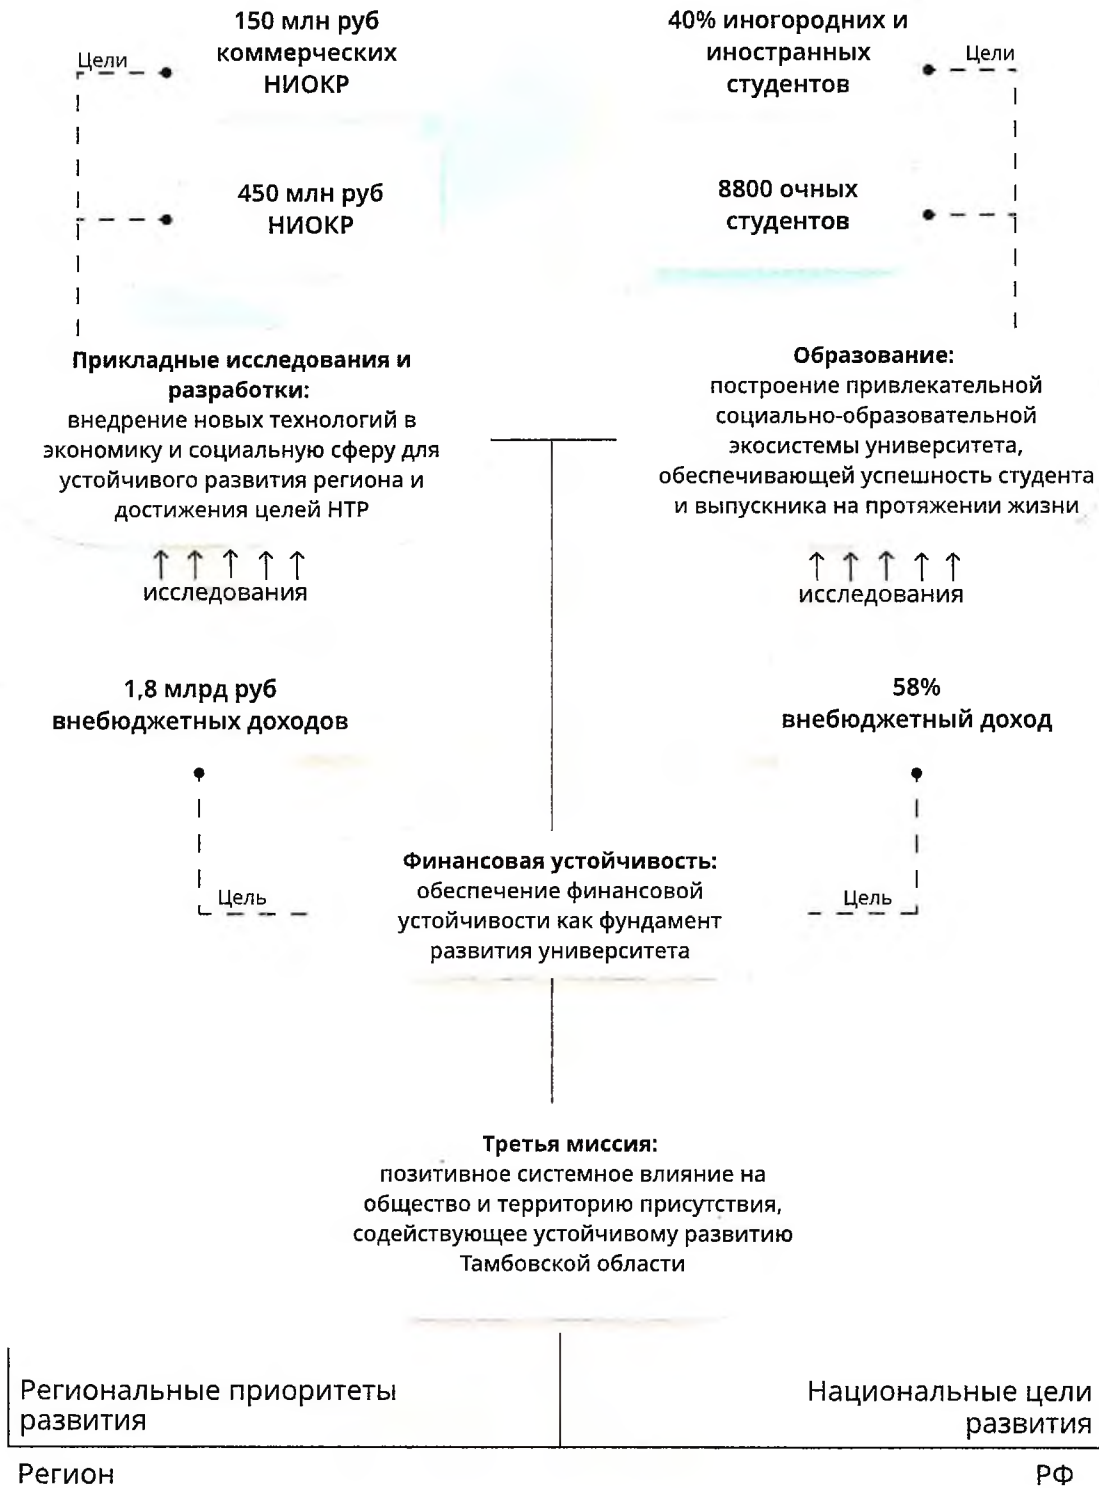 150 млн руб
коммерческих
НИОКР
Цели
450 млн руб
НИОКР
40% иногородних и
иностранных
студентов
Цели
8800 очных
студентов
Прикладные исследования и
разработки:
внедрение новых технологий в
экономику и социальную сферу для
устойчивого развития региона и
достижения целей НТР
исследования
Образование:
построение привлекательной
социально-образовательной
экосистемы университета,
обеспечивающей успешность студента
и выпускника на протяжении жизни
исследования
1,8 млрд руб
внебюджетных доходов
Цель
58%
внебюджетный доход
Цель
Финансовая устойчивость:
обеспечение финансовой
устойчивости как фундамент
развития университета
Третья миссия:
позитивное системное влияние на
общество и территорию присутствия,
содействующее устойчивому развитию
Тамбовской области
Региональные приоритеты
развития
Национальные цели
развития
Регион
РФ